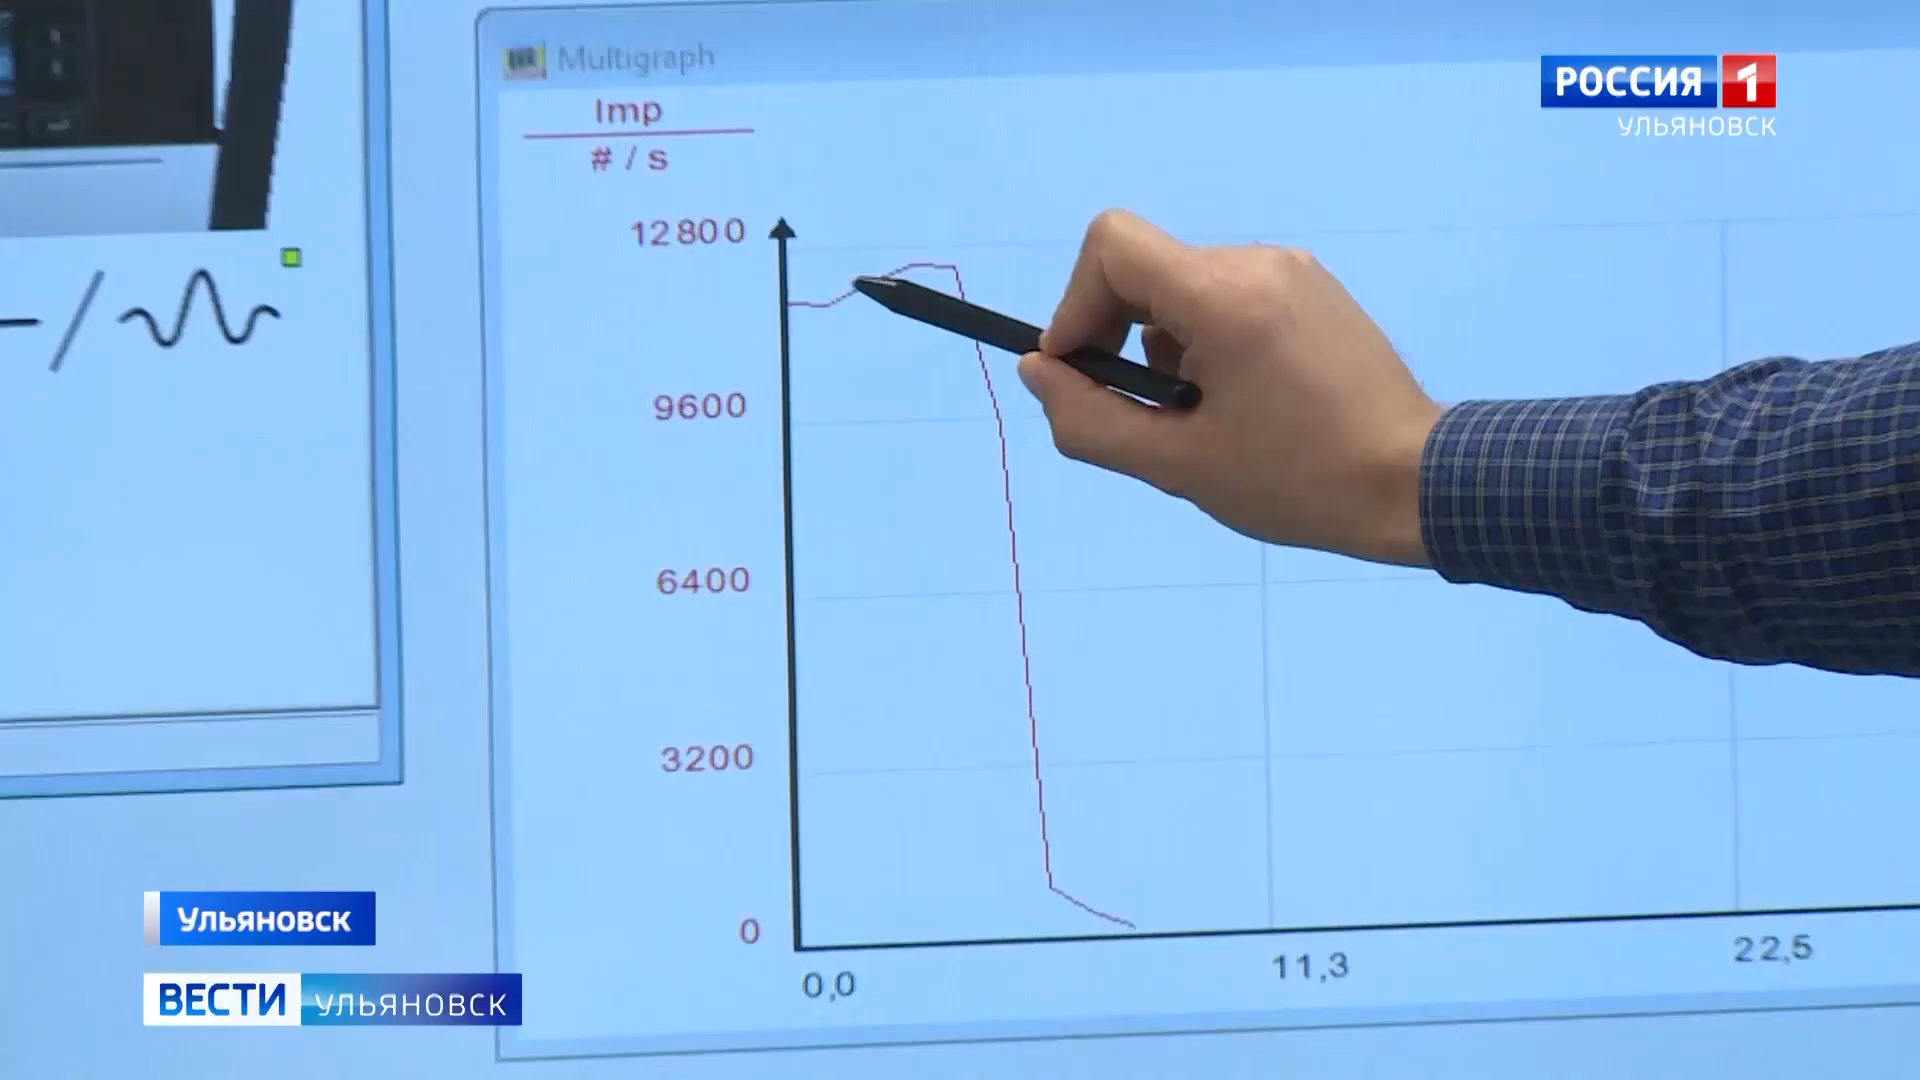 Multigraph
РОССИЯ 1
УЛЬЯНОВСК
Imp
# / s
12800
9600
6400
3200
0
0,0
11,3
22,5
Ульяновск
ВЕСТИ УЛЬЯНОВСК